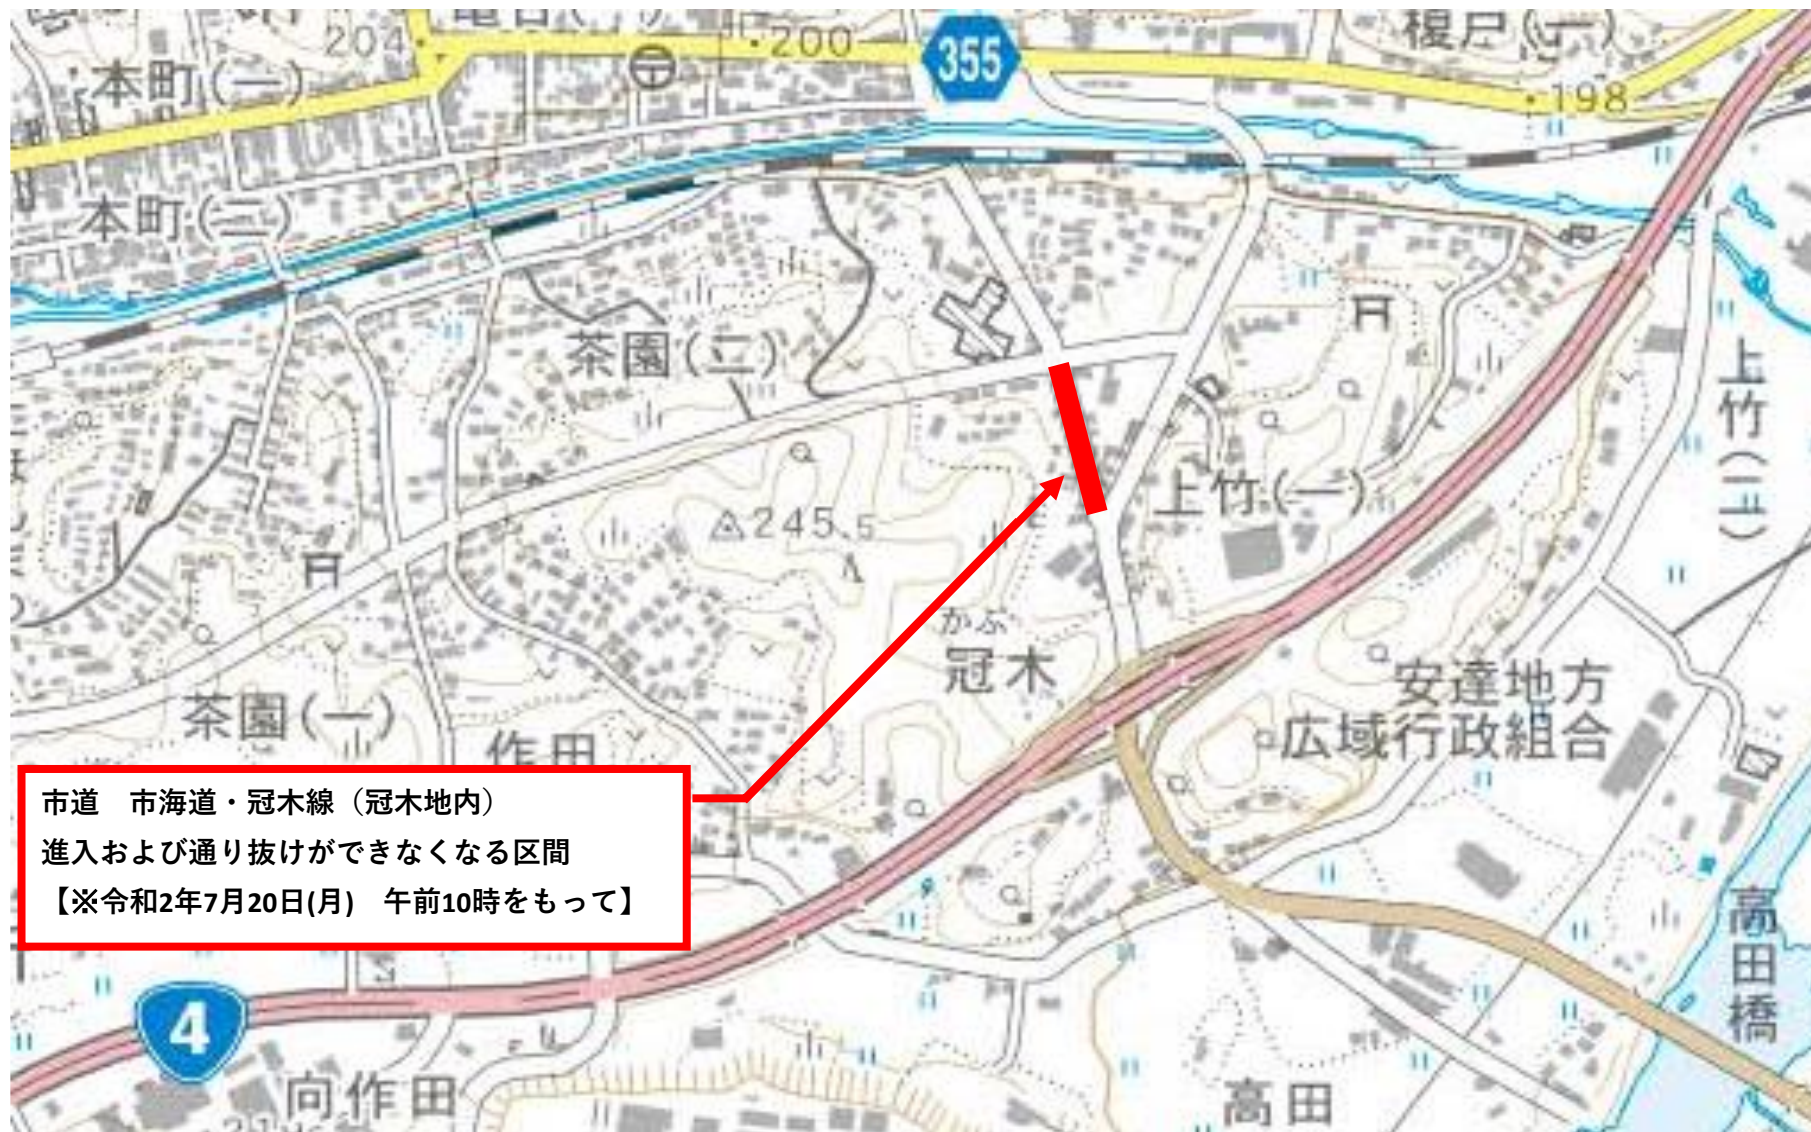 204
200
355
榎戸(一)
198
本町(一)
本町(二)
茶園(二)
上竹(二)
245.5
上竹(一)
かぶ
冠木
安達地方
広域行政組合
茶園(一)
作田
市道 市海道・冠木線（冠木地内）
進入および通り抜けができなくなる区間
【※令和2年7月20日(月) 午前10時をもって】
高田橋
4
向作田
高田